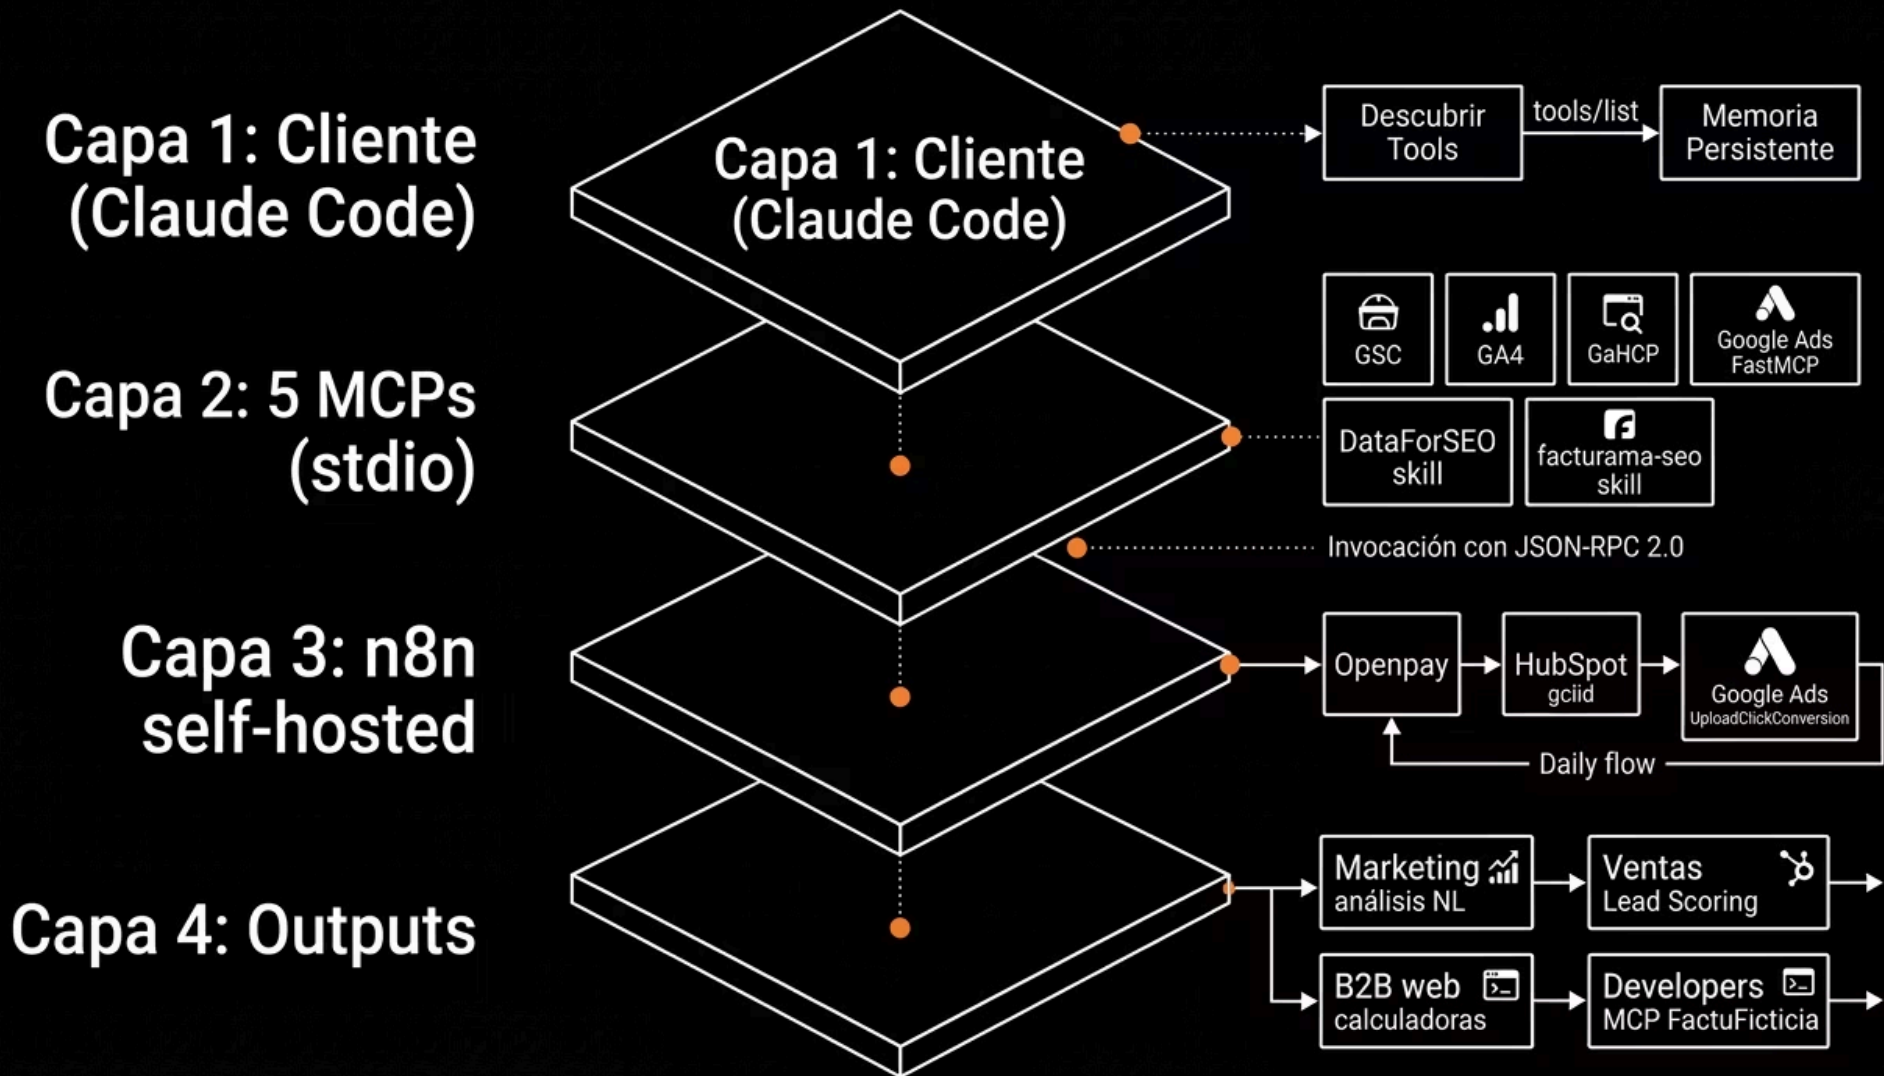 Capa 1: Cliente
(Claude Code)
Capa 1: Cliente
(Claude Code)
Descubrir
Tools
tools/list
Memoria
Persistente
Capa 2: 5 MCPs
(stdio)
GSC
GA4
GaHCP
Google Ads
FastMCP
DataForSEO
skill
facturama-seo
skill
Invocación con JSON-RPC 2.0
Capa 3: n8n
self-hosted
Openpay
HubSpot
gciid
Google Ads
UploadClickConversion
Daily flow
Capa 4: Outputs
Marketing
análisis NL
Ventas
Lead Scoring
B2B web
calculadoras
Developers
MCP FactuFicticia